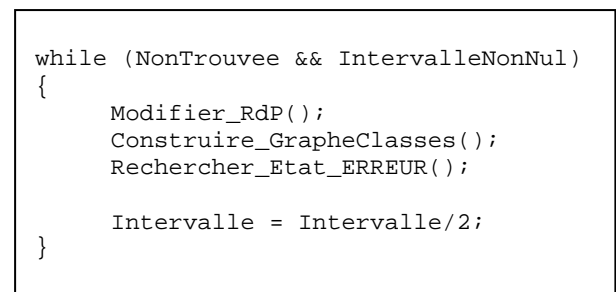 while (NonTrouvee && IntervalleNonNul)
{
Modifier_RdP();
Construire_GrapheClasses();
Rechercher_Etat_ERREUR();
Intervalle = Intervalle/2;
}